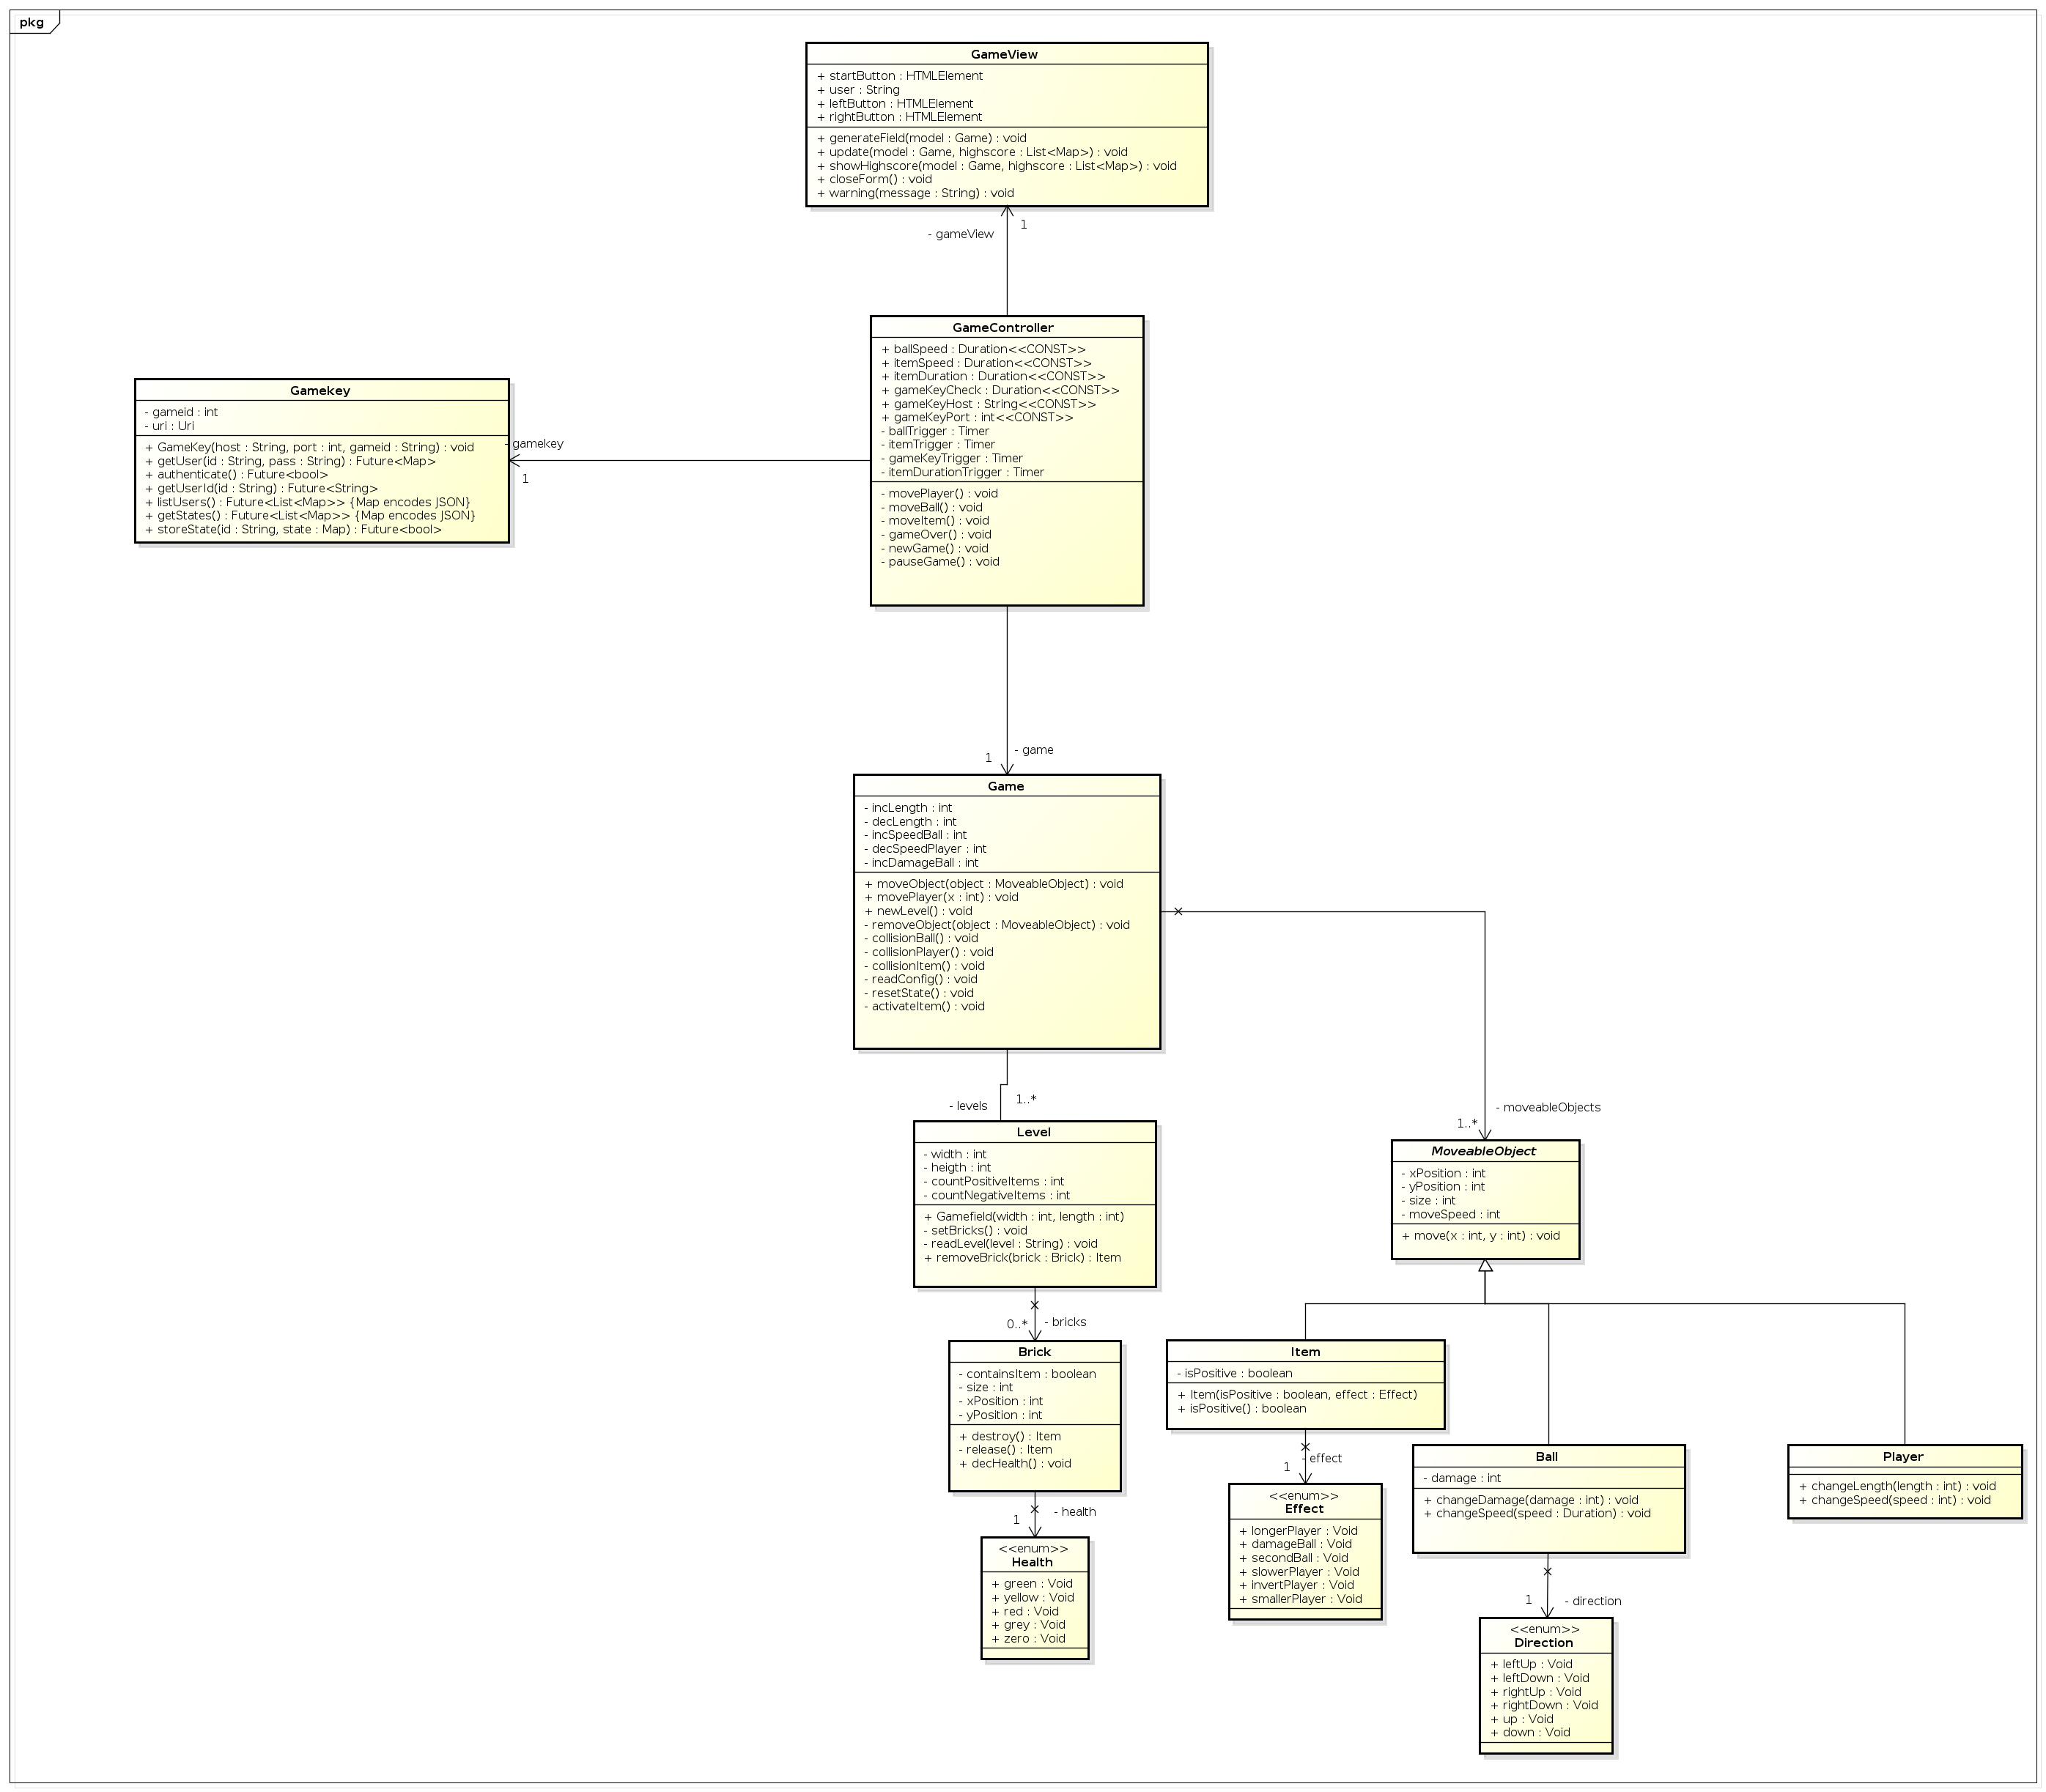 pkg
GameView
+ startButton : HTMLElement
+ user : String
+ leftButton : HTMLElement
+ rightButton : HTMLElement
+ generateField(model : Game) : void
+ update(model : Game, highscore : List<Map>) : void
+ showHighscore(model : Game, highscore : List<Map>) : void
+ closeForm() : void
+ warning(message : String) : void
1
- gameView
GameController
+ ballSpeed : Duration<<CONST>>
+ itemSpeed : Duration<<CONST>>
+ itemDuration : Duration<<CONST>>
+ gameKeyCheck : Duration<<CONST>>
+ gameKeyHost : String<<CONST>>
+ gameKeyPort : int<<CONST>>
- ballTrigger : Timer
- itemTrigger : Timer
- gameKeyTrigger : Timer
- itemDurationTrigger : Timer
- movePlayer() : void
- moveBall() : void
- moveItem() : void
- gameOver() : void
- newGame() : void
- pauseGame() : void
Gamekey
- gameid : int
- uri : Uri
+ GameKey(host : String, port : int, gameid : String) : void
+ getUser(id : String, pass : String) : Future<Map>
+ authenticate() : Future<bool>
+ getUserId(id : String) : Future<String>
+ listUsers() : Future<List<Map>> {Map encodes JSON}
+ getStates() : Future<List<Map>> {Map encodes JSON}
+ storeState(id : String, state : Map) : Future<bool>
- gamekey
1
- game
1
Game
- incLength : int
- decLength : int
- incSpeedBall : int
- decSpeedPlayer : int
- incDamageBall : int
+ moveObject(object : MoveableObject) : void
+ movePlayer(x : int) : void
+ newLevel() : void
- removeObject(object : MoveableObject) : void
- collisionBall() : void
- collisionPlayer() : void
- collisionItem() : void
- readConfig() : void
- resetState() : void
- activateItem() : void
1..*
- levels
Level
- width : int
- heigth : int
- countPositiveItems : int
- countNegativeItems : int
+ Gamefield(width : int, length : int)
- setBricks() : void
- readLevel(level : String) : void
+ removeBrick(brick : Brick) : Item
- moveableObjects
1..*
MoveableObject
- xPosition : int
- yPosition : int
- size : int
- moveSpeed : int
+ move(x : int, y : int) : void
0..*
- bricks
Brick
- containsItem : boolean
- size : int
- xPosition : int
- yPosition : int
+ destroy() : Item
- release() : Item
+ decHealth() : void
- health
1
<<enum>>
Health
+ green : Void
+ yellow : Void
+ red : Void
+ grey : Void
+ zero : Void
Item
- isPositive : boolean
+ Item(isPositive : boolean, effect : Effect)
+ isPositive() : boolean
- effect
1
<<enum>>
Effect
+ longerPlayer : Void
+ damageBall : Void
+ secondBall : Void
+ slowerPlayer : Void
+ invertPlayer : Void
+ smallerPlayer : Void
Ball
- damage : int
+ changeDamage(damage : int) : void
+ changeSpeed(speed : Duration) : void
1
- direction
<<enum>>
Direction
+ leftUp : Void
+ leftDown : Void
+ rightUp : Void
+ rightDown : Void
+ up : Void
+ down : Void
Player
+ changeLength(length : int) : void
+ changeSpeed(speed : int) : void